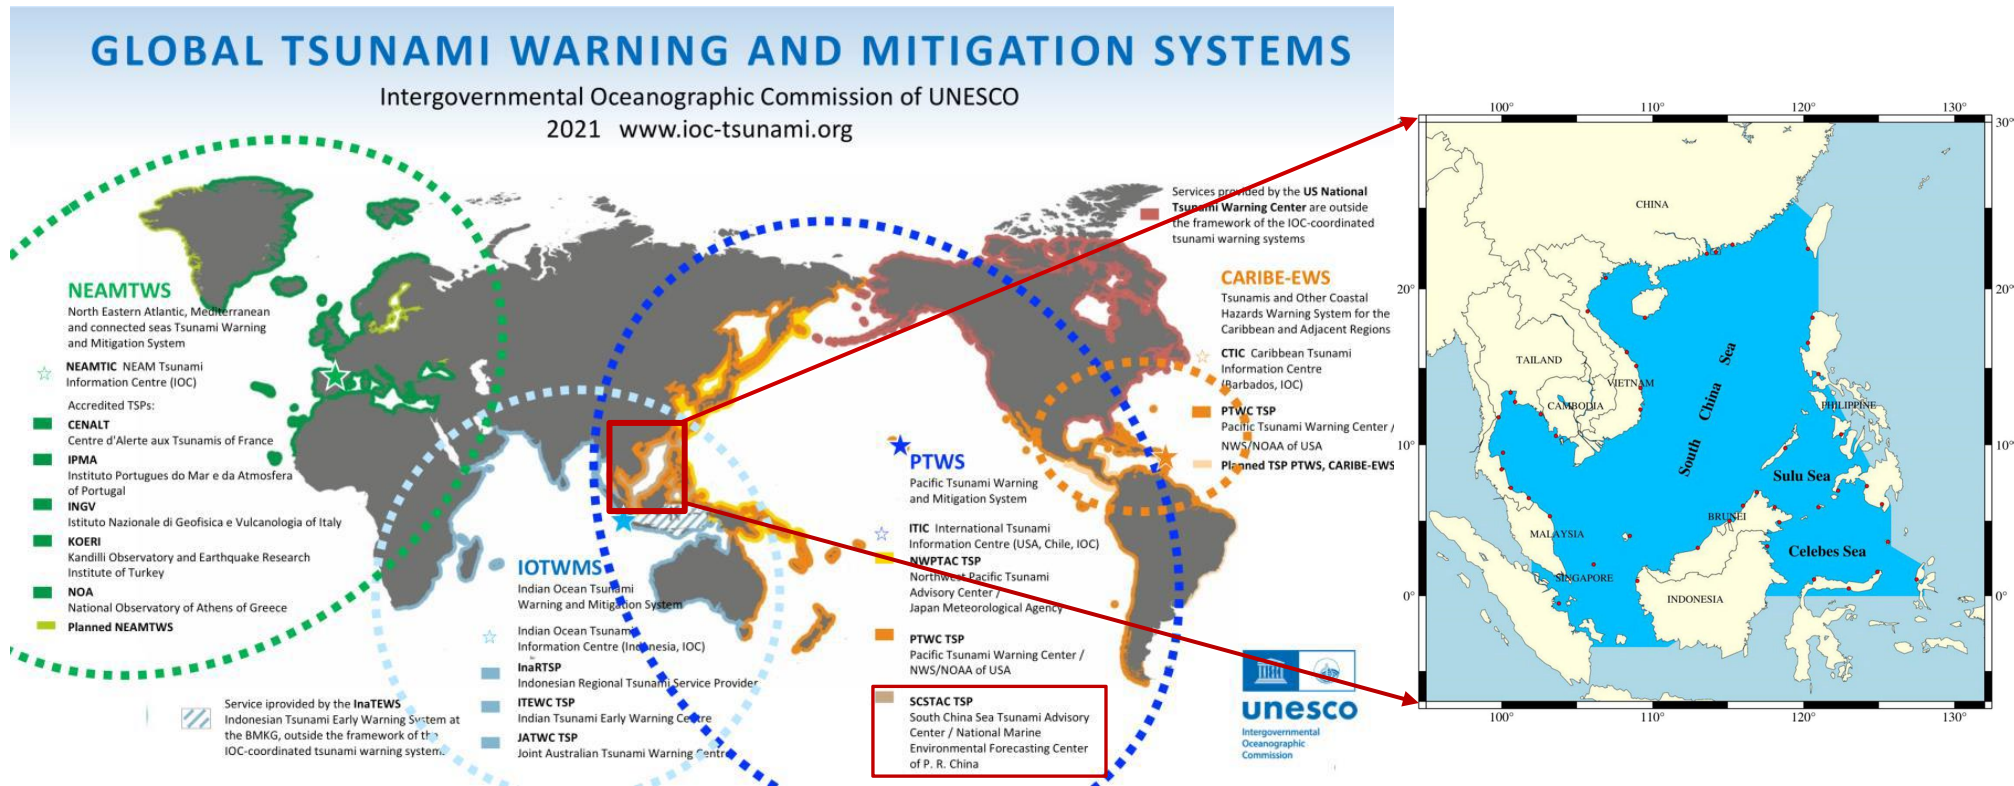 GLOBAL TSUNAMI WARNING AND MITIGATION SYSTEMS
Intergovernmental Oceanographic Commission of UNESCO
2021 www.ioc-tsunami.org
NEAMTWS
North Eastern Atlantic, Mediterranean
and connected seas Tsunami Warning
and Mitigation System
NEAMTIC NEAM Tsunami
Information Centre (IOC)
Accredited TSPs:
CENALT
Centre d'Alerte aux Tsunamis of France
IPMA
Instituto Portugues do Mar e da Atmosfera
of Portugal
INGV
Istituto Nazionale di Geofisica e Vulcanologia of Italy
KOERI
Kandilli Observatory and Earthquake Research
Institute of Turkey
NOA
National Observatory of Athens of Greece
Planned NEAMTWS
Service iprovided by the InaTEWS
Indonesian Tsunami Early Warning System at
the BMKG, outside the framework of the
IOC-coordinated tsunami warning system
IOTWMS
Indian Ocean Tsunami
Warning and Mitigation System
Indian Ocean Tsunami
Information Centre (Indonesia, IOC)
InaRTSP
Indonesian Regional Tsunami Service Provider
ITEWC TSP
Indian Tsunami Early Warning Centre
JATWC TSP
Joint Australian Tsunami Warning Centre
PTWS
Pacific Tsunami Warning
and Mitigation System
ITIC International Tsunami
Information Centre (USA, Chile, IOC)
NWPTAC TSP
Northwest Pacific Tsunami
Advisory Center /
Japan Meteorological Agency
PTWC TSP
Pacific Tsunami Warning Center /
NWS/NOAA of USA
SCSTAC TSP
South China Sea Tsunami Advisory
Center / National Marine
Environmental Forecasting Center
of P. R. China
Services provided by the US National
Tsunami Warning Center are outside
the framework of the IOC-coordinated
tsunami warning systems
CARIBE-EWS
Tsunamis and Other Coastal
Hazards Warning System for the
Caribbean and Adjacent Regions
CTIC Caribbean Tsunami
Information Centre
(Barbados, IOC)
PTWC TSP
Pacific Tsunami Warning Center /
NWS/NOAA of USA
Planned TSP PTWS, CARIBE-EWS
unesco
Intergovernmental
Oceanographic
Commission
100° 110° 120° 130°
30°
20° 20°
10° 10°
0° 0°
100° 110° 120° 130°
CHINA
TAILAND
VIETNAM
CAMBODIA
PHILIPPINE
South China Sea
Sulu Sea
BRUNEI
MALAYSIA
Celebes Sea
SINGAPORE
INDONESIA